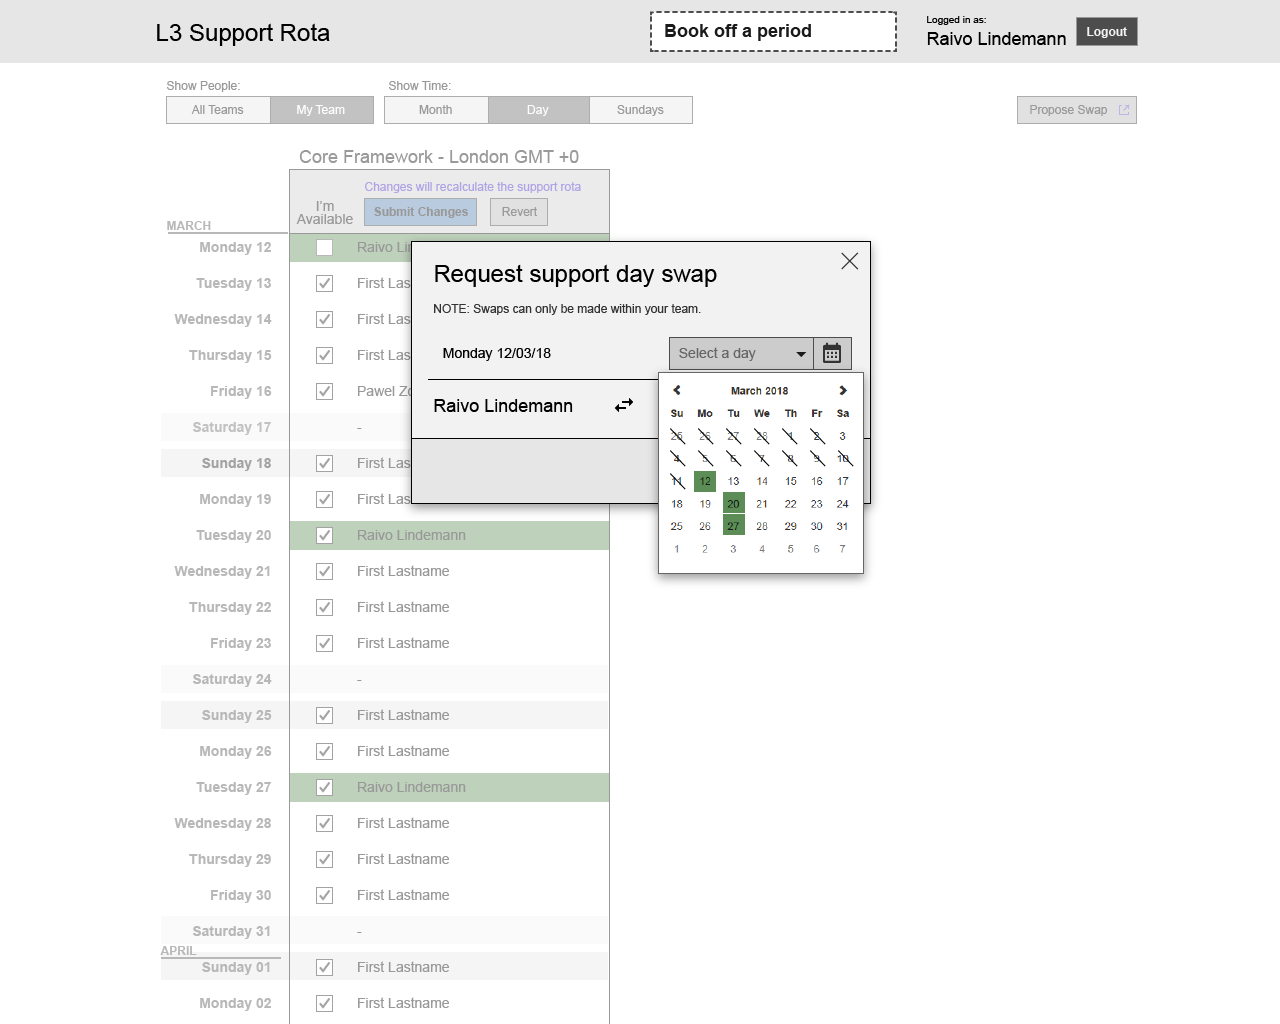 L3 Support Rota
Book off a period
Logged in as:
Raivo Lindemann
Logout
Show People:
Show Time:
All Teams
My Team
Month
Day
Sundays
Propose Swap
Core Framework - London GMT +0
I'm
Available
Changes will recalculate the support rota
Submit Changes
Revert
MARCH
Monday 12
Raivo Li
Tuesday 13
First Las
Wednesday 14
First Las
Thursday 15
First Las
Friday 16
Pawel Zo
Saturday 17
-
Sunday 18
First Las
Monday 19
First Las
Tuesday 20
Raivo Lindemann
Wednesday 21
First Lastname
Thursday 22
First Lastname
Friday 23
First Lastname
Saturday 24
-
Sunday 25
First Lastname
Monday 26
First Lastname
Tuesday 27
Raivo Lindemann
Wednesday 28
First Lastname
Thursday 29
First Lastname
Friday 30
First Lastname
Saturday 31
-
APRIL
Sunday 01
First Lastname
Monday 02
First Lastname
Request support day swap
NOTE: Swaps can only be made within your team.
Monday 12/03/18
Select a day
Raivo Lindemann
March 2018
Su Mo Tu We Th Fr Sa
25 26 27 28 1 2 3
4 5 6 7 8 9 10
11 12 13 14 15 16 17
18 19 20 21 22 23 24
25 26 27 28 29 30 31
1 2 3 4 5 6 7